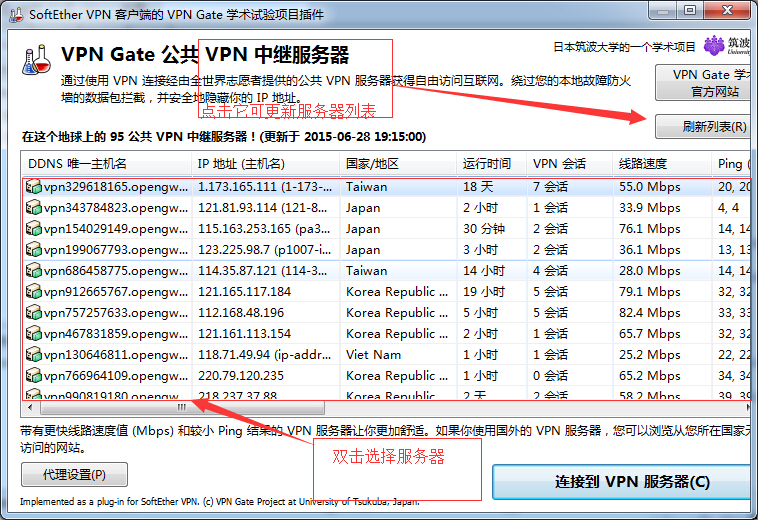 SoftEther VPN 客户端的 VPN Gate 学术试验项目插件
日本筑波大学的一个学术项目 筑波
VPN Gate 公共 VPN 中继服务器
通过使用 VPN 连接经由全世界志愿者提供的公共 VPN 服务器获得自由访问互联网。绕过您的本地故障防火
墙的数据包拦截，并安全地隐藏你的 IP 地址。
点击它可更新服务器列表
VPN Gate 学术
官方网站
刷新列表(R)
在这个地球上的 95 公共 VPN 中继服务器！(更新于 2015-06-28 19:15:00)
DDNS 唯一主机名 IP 地址 (主机名) 国家/地区 运行时间 VPN 会话 线路速度 Ping (
vpn329618165.opengw... 1.173.165.111 (1-173-... Taiwan 18 天 7 会话 55.0 Mbps 20, 20
vpn343784823.opengw... 121.81.93.114 (121-8... Japan 2 小时 1 会话 33.9 Mbps 4, 4
vpn154029149.opengw... 115.163.253.165 (pa3... Japan 30 分钟 2 会话 76.1 Mbps 14, 14
vpn199067793.opengw... 123.225.98.7 (p1007-i... Japan 3 小时 2 会话 36.1 Mbps 13, 13
vpn686458775.opengw... 114.35.87.121 (114-3... Taiwan 14 小时 4 会话 28.0 Mbps 14, 14
vpn912665767.opengw... 121.165.117.184 Korea Republic ... 19 小时 5 会话 79.1 Mbps 32, 32
vpn757257633.opengw... 112.168.48.196 Korea Republic ... 5 小时 5 会话 82.4 Mbps 33, 33
vpn467831859.opengw... 121.161.113.154 Korea Republic ... 2 小时 1 会话 65.7 Mbps 32, 32
vpn130646811.opengw... 118.71.49.94 (ip-addr... Viet Nam 1 小时 1 会话 25.2 Mbps 22, 22
vpn766964109.opengw... 220.79.120.235 Korea Republic ... 1 小时 0 会话 65.2 Mbps 34, 34
vpn990819180.opengw... 218.237.37.88 Korea Republic ... 2 天 2 会话 58.2 Mbps 39, 39
带有更快线路速度值 (Mbps) 和较小 Ping 结果的 VPN 服务器让你更加舒适。如果你使用国外的 VPN 服务器，您可以浏览从您所在国家无
访问的网站。
双击选择服务器
代理设置(P)
连接到 VPN 服务器(C)
Implemented as a plug-in for SoftEther VPN. (c) VPN Gate Project at University of Tsukuba, Japan.